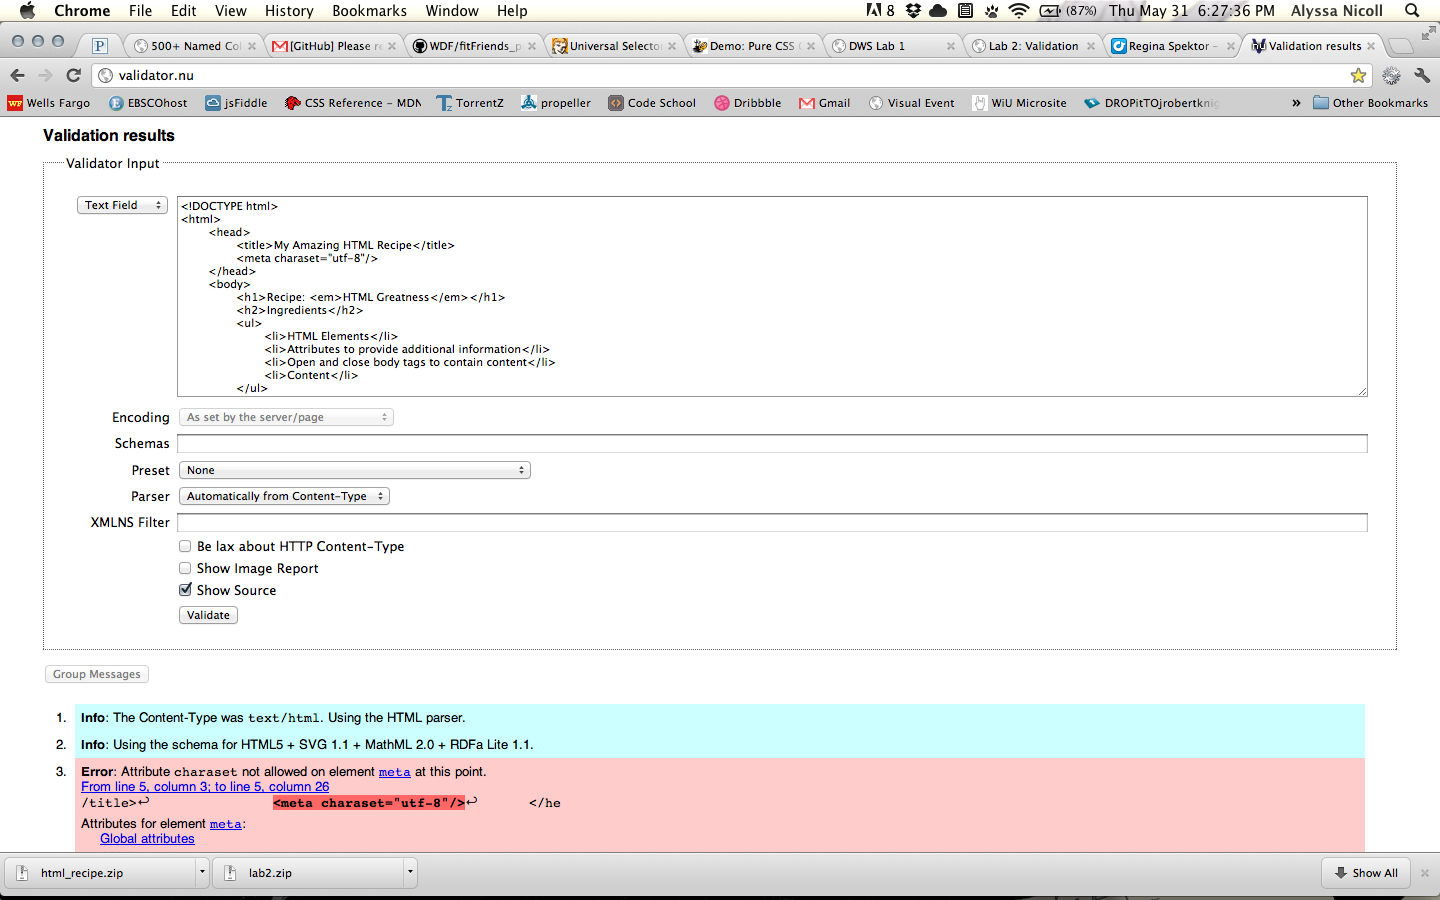 Chrome File Edit View History Bookmarks Window Help 8 (87%) Thu May 31 6:27:36 PM Alyssa Nicoll
P 500+ Named Col [GitHub] Please re WDF/fitFriends_p Universal Selecto Demo: Pure CSS DWS Lab 1 Lab 2: Validation Regina Spektor – Validation results
validator.nu
WF Wells Fargo EBSCOhost jsFiddle CSS Reference – MDN TorrentZ propeller Code School Dribbble Gmail Visual Event WiU Microsite DROPitTOjrobertknig » Other Bookmarks
Validation results
Validator Input
Text Field
<!DOCTYPE html>
<html>
<head>
<title>My Amazing HTML Recipe</title>
<meta charaset="utf-8"/>
</head>
<body>
<h1>Recipe: <em>HTML Greatness</em></h1>
<h2>Ingredients</h2>
<ul>
<li>HTML Elements</li>
<li>Attributes to provide additional information</li>
<li>Open and close body tags to contain content</li>
<li>Content</li>
</ul>
Encoding As set by the server/page
Schemas
Preset None
Parser Automatically from Content-Type
XMLNS Filter
Be lax about HTTP Content-Type
Show Image Report
Show Source
Validate
Group Messages
1. Info: The Content-Type was text/html. Using the HTML parser.
2. Info: Using the schema for HTML5 + SVG 1.1 + MathML 2.0 + RDFa Lite 1.1.
3. Error: Attribute charaset not allowed on element meta at this point.
From line 5, column 3; to line 5, column 26
/title>↩ <meta charaset="utf-8"/>↩ </he
Attributes for element meta:
Global attributes
html_recipe.zip lab2.zip Show All